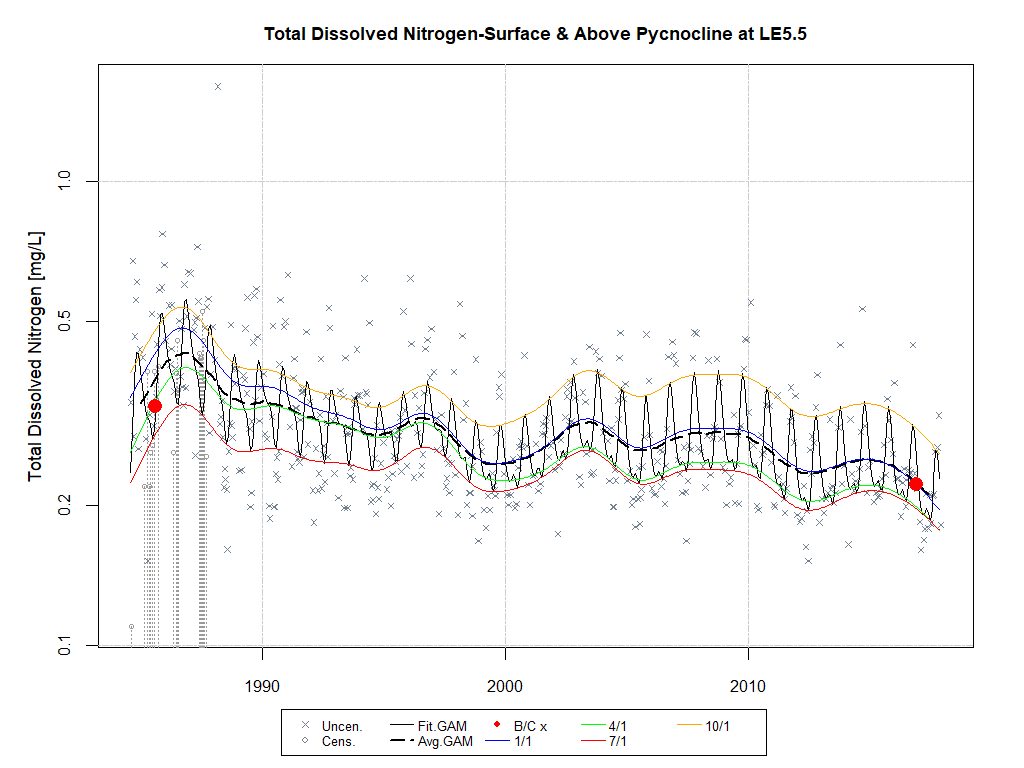 Total Dissolved Nitrogen-Surface & Above Pycnocline at LE5.5
Total Dissolved Nitrogen [mg/L]
1.0
0.5
0.2
0.1
1990 2000 2010
Uncen. Fit.GAM B/C x 4/1 10/1
Cens. Avg.GAM 1/1 7/1